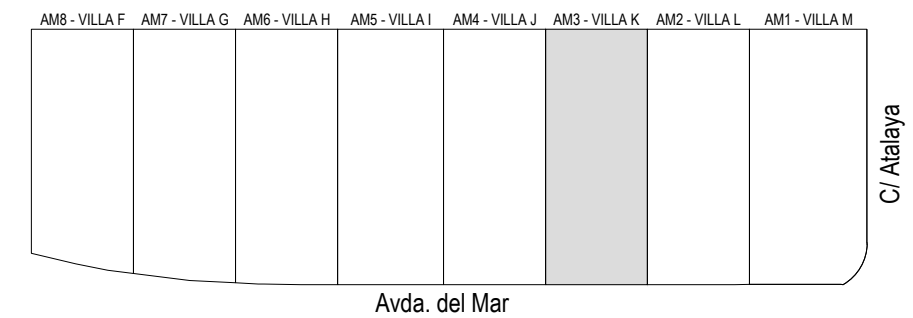 AM8 - VILLA F
AM7 - VILLA G
AM6 - VILLA H
AM5 - VILLA I
AM4 - VILLA J
AM3 - VILLA K
AM2 - VILLA L
AM1 - VILLA M
C/ Atalaya
Avda. del Mar